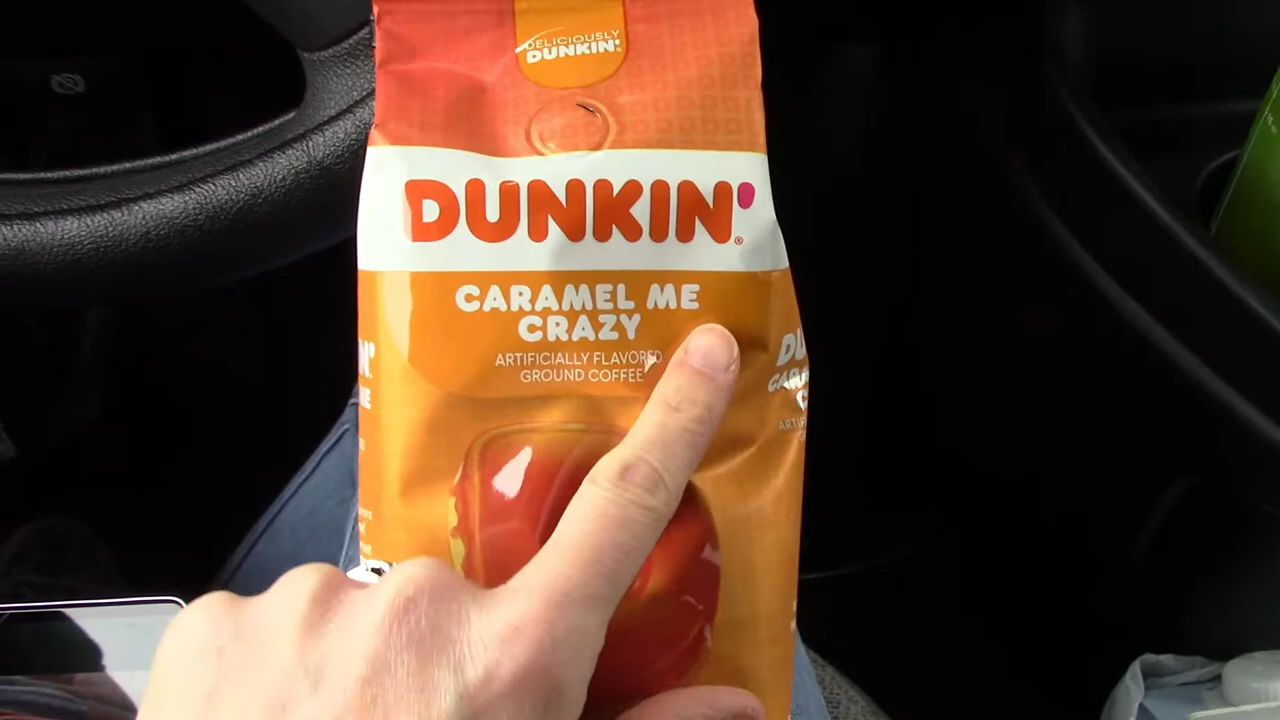 DELICIOUSLY
DUNKIN'
DUNKIN'
CARAMEL ME
CRAZY
ARTIFICIALLY FLAVORED
GROUND COFFEE